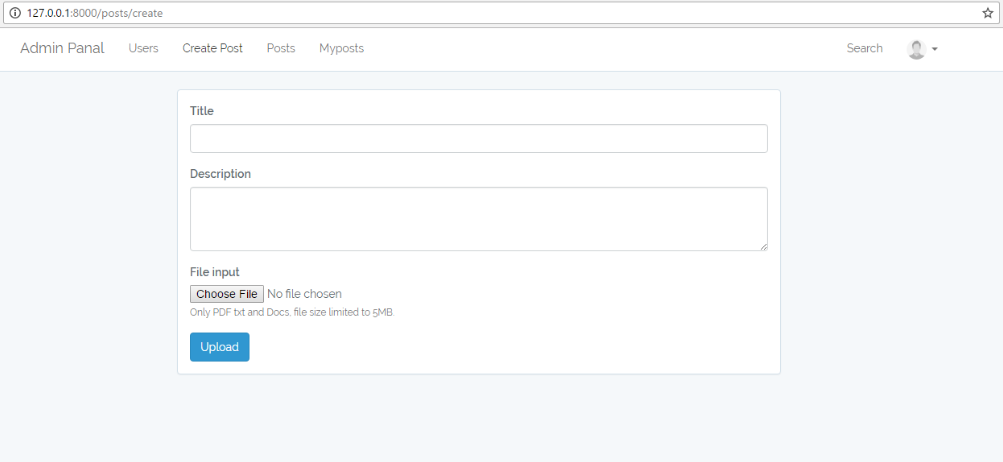 127.0.0.1:8000/posts/create
Admin Panal Users Create Post Posts Myposts Search
Title
Description
File input
Choose File No file chosen
Only PDF txt and Docs, file size limited to 5MB.
Upload